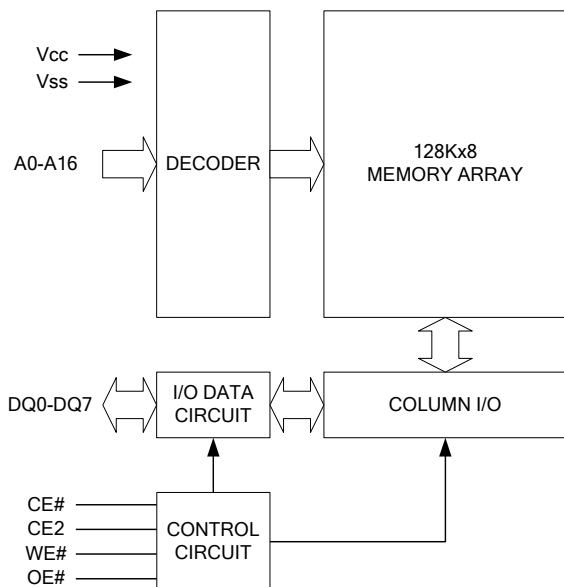 Vcc
Vss
A0-A16
DECODER
128Kx8
MEMORY ARRAY
DQ0-DQ7
I/O DATA
CIRCUIT
COLUMN I/O
CE#
CE2
WE#
OE#
CONTROL
CIRCUIT